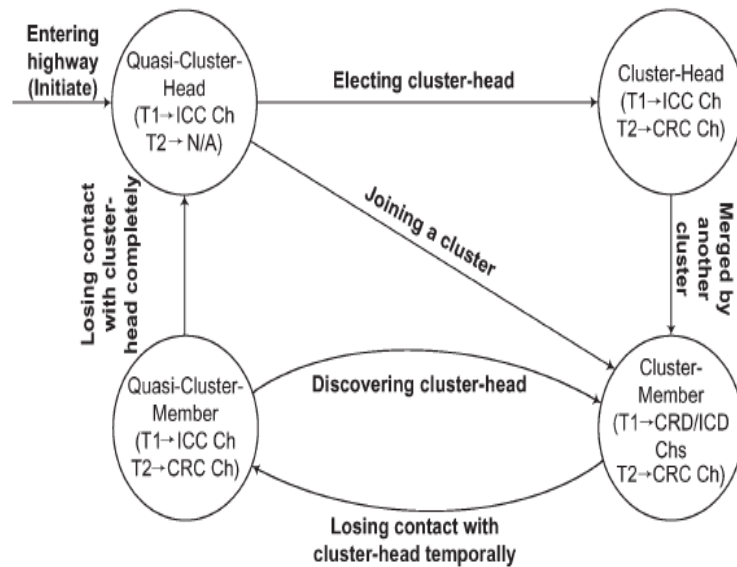 Entering
highway
(Initiate)
Quasi-Cluster-
Head
(T1→ICC Ch
T2→N/A)
Electing cluster-head
Cluster-Head
(T1→ICC Ch
T2→CRC Ch)
Joining a cluster
Losing contact
with cluster-
head completely
Merged by
another
cluster
Quasi-Cluster-
Member
(T1→ICC Ch
T2→CRC Ch)
Discovering cluster-head
Cluster-
Member
(T1→CRD/ICD
Chs
T2→CRC Ch)
Losing contact with
cluster-head temporally